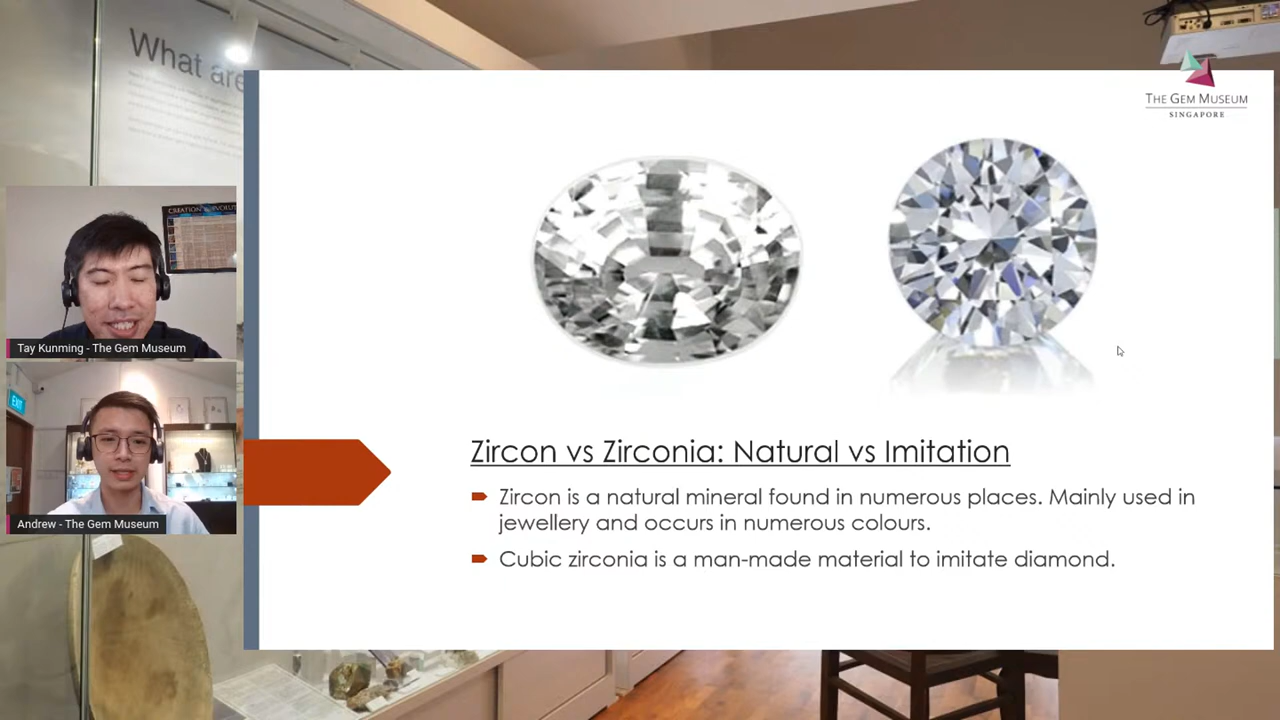 What are
THE GEM MUSEUM
SINGAPORE
CREATION
EXIT
Tay Kunming - The Gem Museum
Andrew - The Gem Museum
Zircon vs Zirconia: Natural vs Imitation
Zircon is a natural mineral found in numerous places. Mainly used in
jewellery and occurs in numerous colours.
Cubic zirconia is a man-made material to imitate diamond.